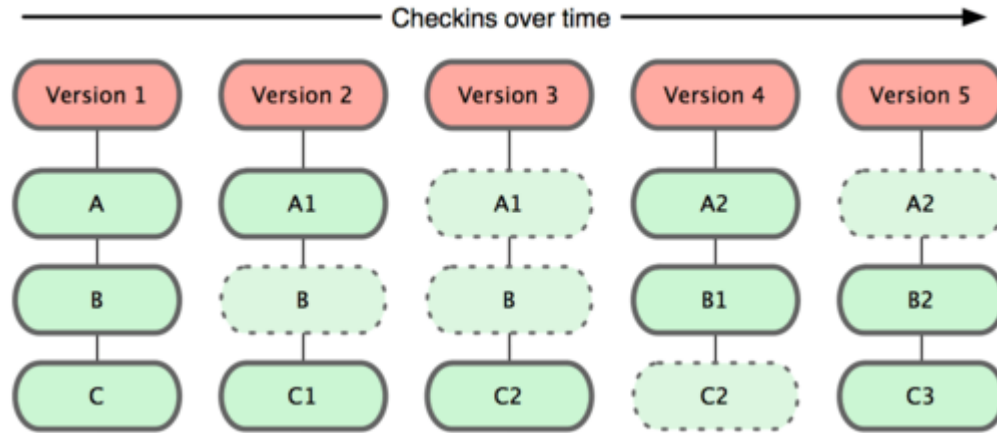 Checkins over time
Version 1 Version 2 Version 3 Version 4 Version 5
A A1 A1 A2 A2
B B B B1 B2
C C1 C2 C2 C3